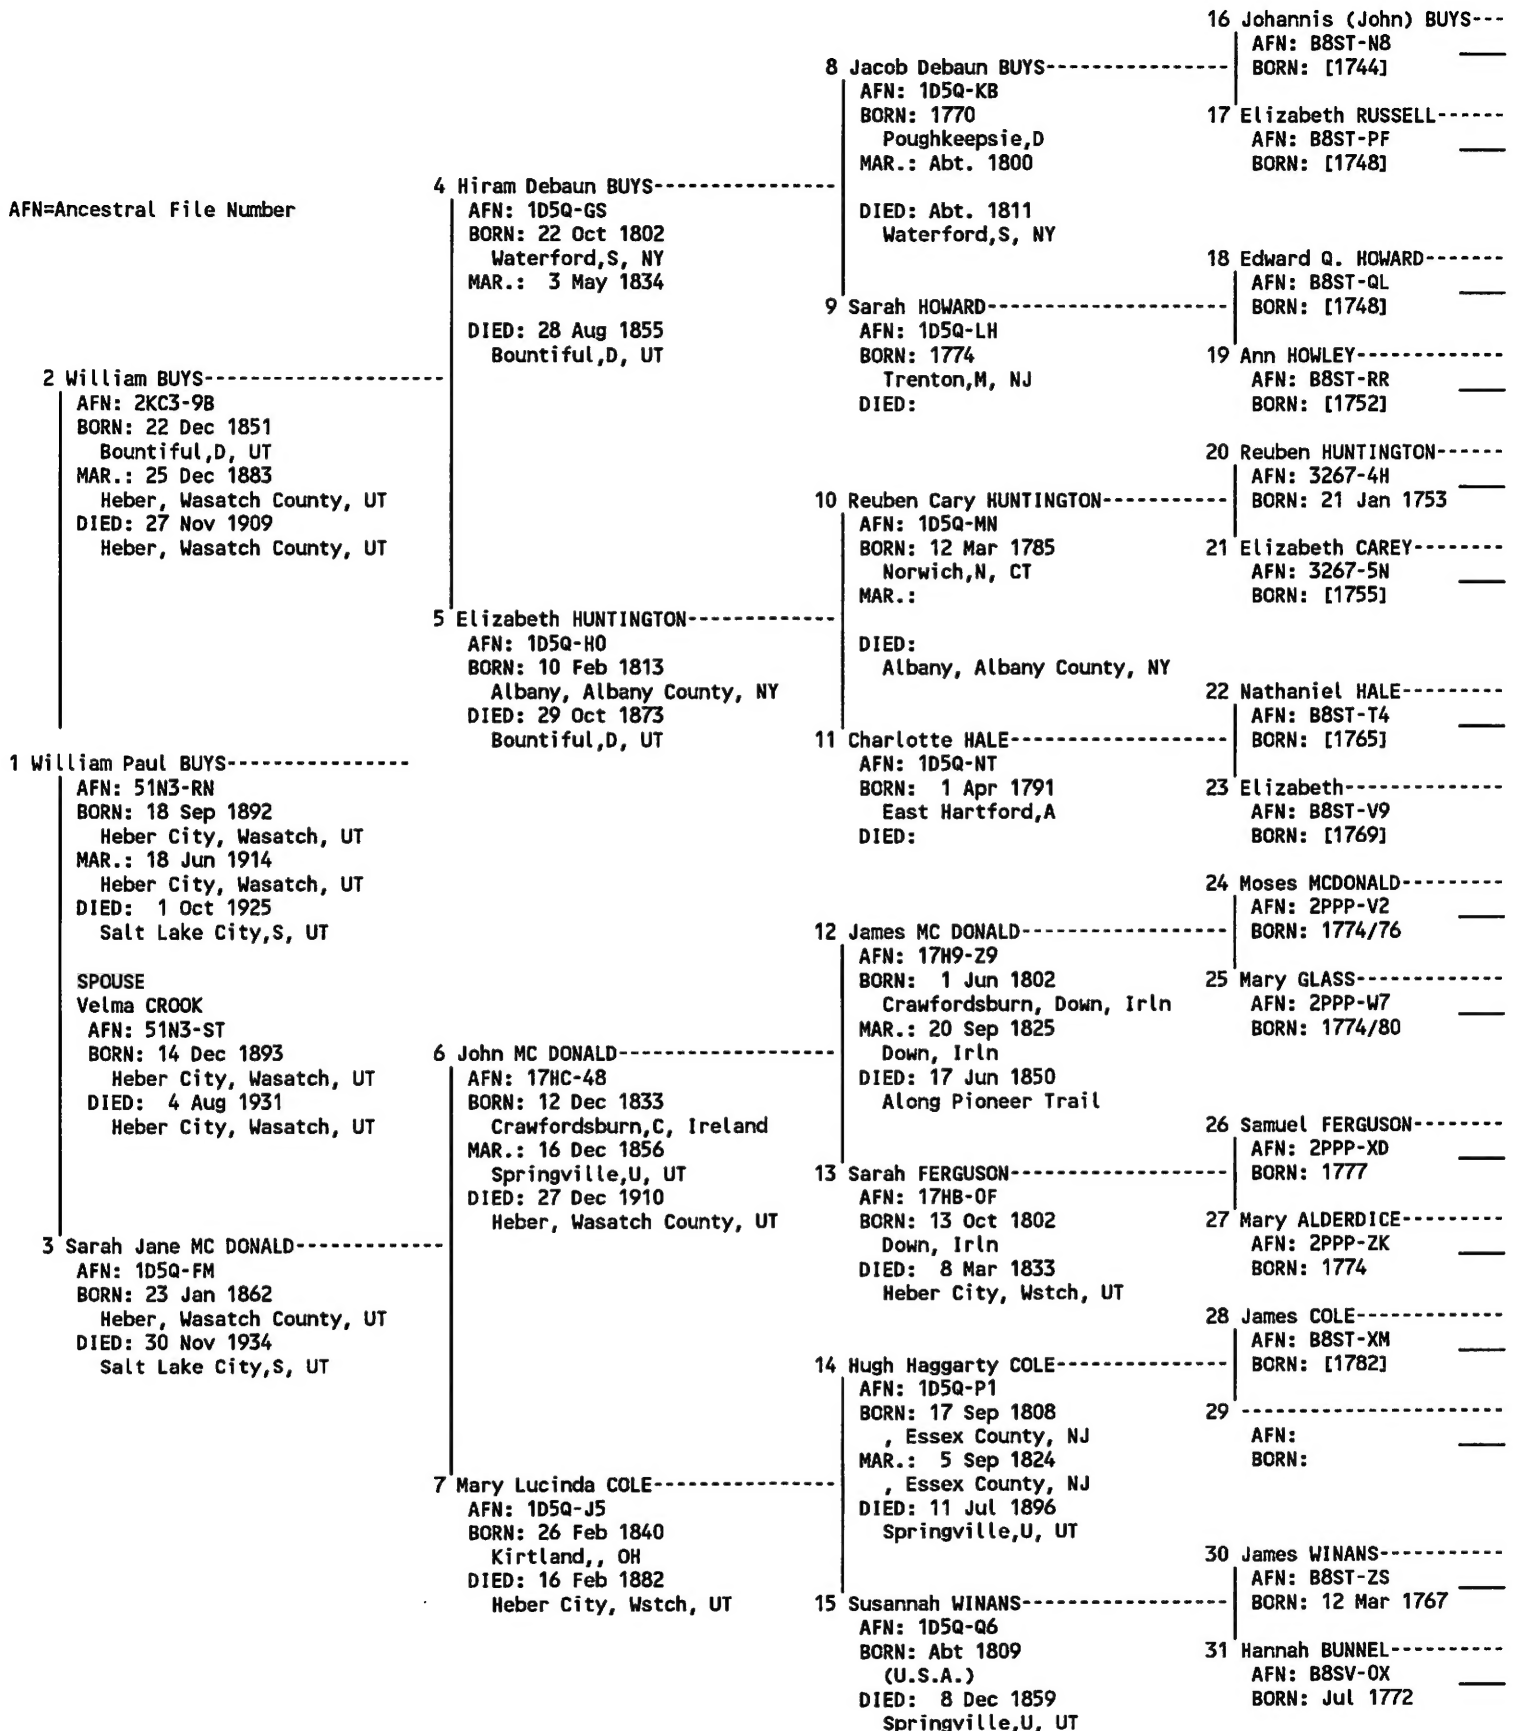 AFN=Ancestral File Number
1 William Paul BUYS---------------
AFN: 51N3-RN
BORN: 18 Sep 1892
Heber City, Wasatch, UT
MAR.: 18 Jun 1914
Heber City, Wasatch, UT
DIED: 1 Oct 1925
Salt Lake City,S, UT
SPOUSE
Velma CROOK
AFN: 51N3-ST
BORN: 14 Dec 1893
Heber City, Wasatch, UT
DIED: 4 Aug 1931
Heber City, Wasatch, UT
2 William BUYS--------------------
AFN: 2KC3-9B
BORN: 22 Dec 1851
Bountiful,D, UT
MAR.: 25 Dec 1883
Heber, Wasatch County, UT
DIED: 27 Nov 1909
Heber, Wasatch County, UT
3 Sarah Jane MC DONALD-------------
AFN: 1D5Q-FM
BORN: 23 Jan 1862
Heber, Wasatch County, UT
DIED: 30 Nov 1934
Salt Lake City,S, UT
4 Hiram Debaun BUYS----------------
AFN: 1D5Q-GS
BORN: 22 Oct 1802
Waterford,S, NY
MAR.: 3 May 1834
DIED: 28 Aug 1855
Bountiful,D, UT
5 Elizabeth HUNTINGTON-------------
AFN: 1D5Q-H0
BORN: 10 Feb 1813
Albany, Albany County, NY
DIED: 29 Oct 1873
Bountiful,D, UT
6 John MC DONALD-------------------
AFN: 17HC-48
BORN: 12 Dec 1833
Crawfordsburn,C, Ireland
MAR.: 16 Dec 1856
Springville,U, UT
DIED: 27 Dec 1910
Heber, Wasatch County, UT
7 Mary Lucinda COLE----------------
AFN: 1D5Q-J5
BORN: 26 Feb 1840
Kirtland,, OH
DIED: 16 Feb 1882
Heber City, Wstch, UT
8 Jacob Debaun BUYS----------------
AFN: 1D5Q-KB
BORN: 1770
Poughkeepsie,D
MAR.: Abt. 1800
DIED: Abt. 1811
Waterford,S, NY
9 Sarah HOWARD---------------------
AFN: 1D5Q-LH
BORN: 1774
Trenton,M, NJ
DIED:
10 Reuben Cary HUNTINGTON-----------
AFN: 1D5Q-MN
BORN: 12 Mar 1785
Norwich,N, CT
MAR.:
DIED:
Albany, Albany County, NY
11 Charlotte HALE-------------------
AFN: 1D5Q-NT
BORN: 1 Apr 1791
East Hartford,A
DIED:
12 James MC DONALD------------------
AFN: 17H9-Z9
BORN: 1 Jun 1802
Crawfordsburn, Down, Irln
MAR.: 20 Sep 1825
Down, Irln
DIED: 17 Jun 1850
Along Pioneer Trail
13 Sarah FERGUSON-------------------
AFN: 17HB-0F
BORN: 13 Oct 1802
Down, Irln
DIED: 8 Mar 1833
Heber City, Wstch, UT
14 Hugh Haggarty COLE---------------
AFN: 1D5Q-P1
BORN: 17 Sep 1808
, Essex County, NJ
MAR.: 5 Sep 1824
, Essex County, NJ
DIED: 11 Jul 1896
Springville,U, UT
15 Susannah WINANS------------------
AFN: 1D5Q-Q6
BORN: Abt 1809
(U.S.A.)
DIED: 8 Dec 1859
Springville,U, UT
16 Johannis (John) BUYS---
AFN: B8ST-N8
BORN: [1744]
17 Elizabeth RUSSELL------
AFN: B8ST-PF
BORN: [1748]
18 Edward Q. HOWARD-------
AFN: B8ST-QL
BORN: [1748]
19 Ann HOWLEY-------------
AFN: B8ST-RR
BORN: [1752]
20 Reuben HUNTINGTON------
AFN: 3267-4H
BORN: 21 Jan 1753
21 Elizabeth CAREY--------
AFN: 3267-5N
BORN: [1755]
22 Nathaniel HALE---------
AFN: B8ST-T4
BORN: [1765]
23 Elizabeth--------------
AFN: B8ST-V9
BORN: [1769]
24 Moses MCDONALD---------
AFN: 2PPP-V2
BORN: 1774/76
25 Mary GLASS-------------
AFN: 2PPP-W7
BORN: 1774/80
26 Samuel FERGUSON--------
AFN: 2PPP-XD
BORN: 1777
27 Mary ALDERDICE---------
AFN: 2PPP-ZK
BORN: 1774
28 James COLE-------------
AFN: B8ST-XM
BORN: [1782]
29 -----------------------
AFN:
BORN:
30 James WINANS-----------
AFN: B8ST-ZS
BORN: 12 Mar 1767
31 Hannah BUNNEL----------
AFN: B8SV-0X
BORN: Jul 1772